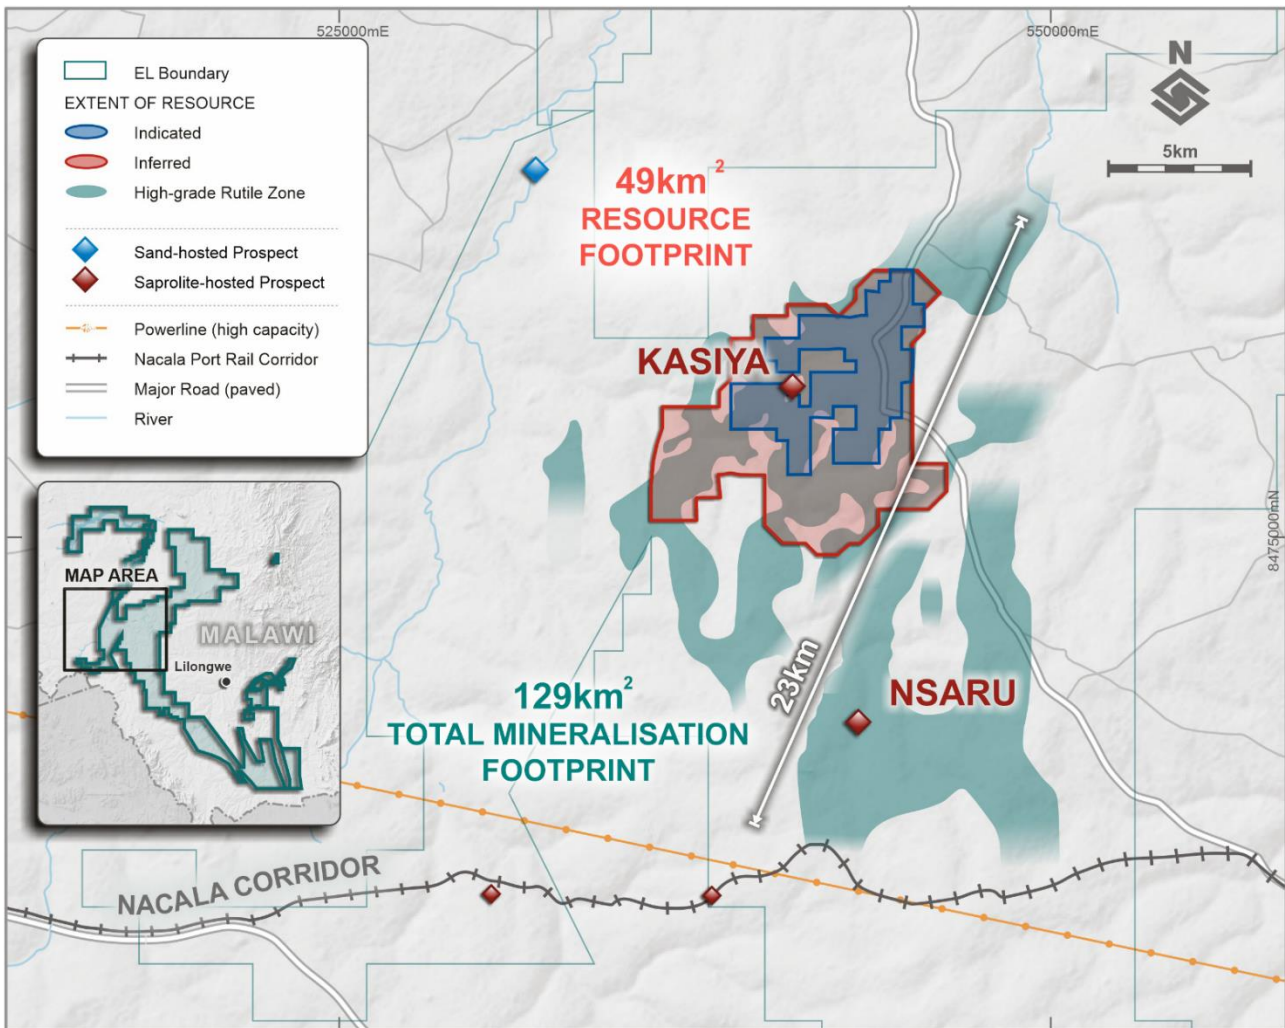 525000mE
550000mE
EL Boundary
EXTENT OF RESOURCE
Indicated
Inferred
High-grade Rutile Zone
Sand-hosted Prospect
Saprolite-hosted Prospect
Powerline (high capacity)
Nacala Port Rail Corridor
Major Road (paved)
River
N
5km
49km²
RESOURCE
FOOTPRINT
KASIYA
8475000mN
MAP AREA
MALAWI
Lilongwe
23km
NSARU
129km²
TOTAL MINERALISATION
FOOTPRINT
NACALA CORRIDOR